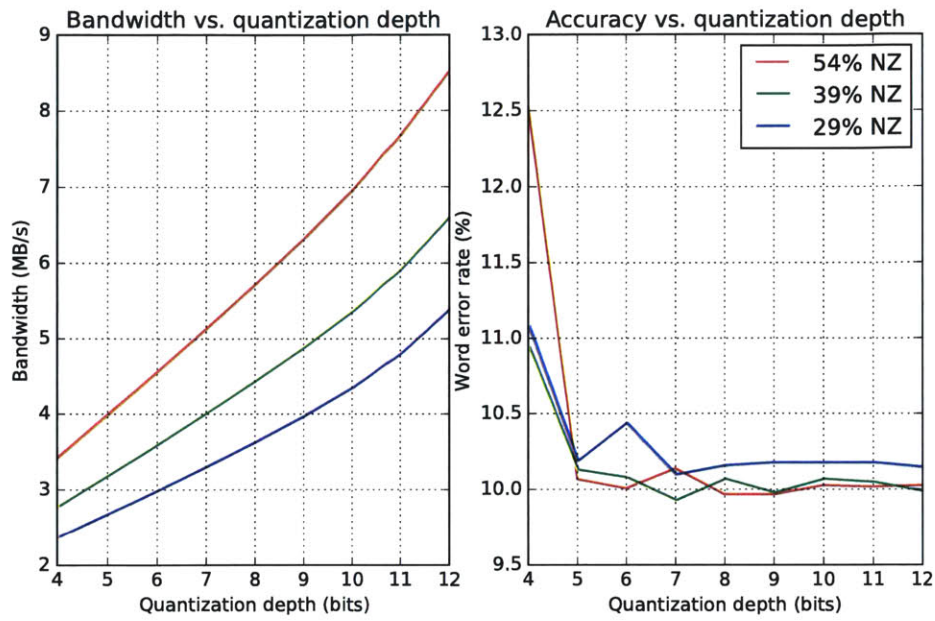 Bandwidth vs. quantization depth
9
8
7
6
5
4
3
2
Bandwidth (MB/s)
4 5 6 7 8 9 10 11 12
Quantization depth (bits)
Accuracy vs. quantization depth
13.0
12.5
12.0
11.5
11.0
10.5
10.0
9.5
Word error rate (%)
54% NZ
39% NZ
29% NZ
4 5 6 7 8 9 10 11 12
Quantization depth (bits)